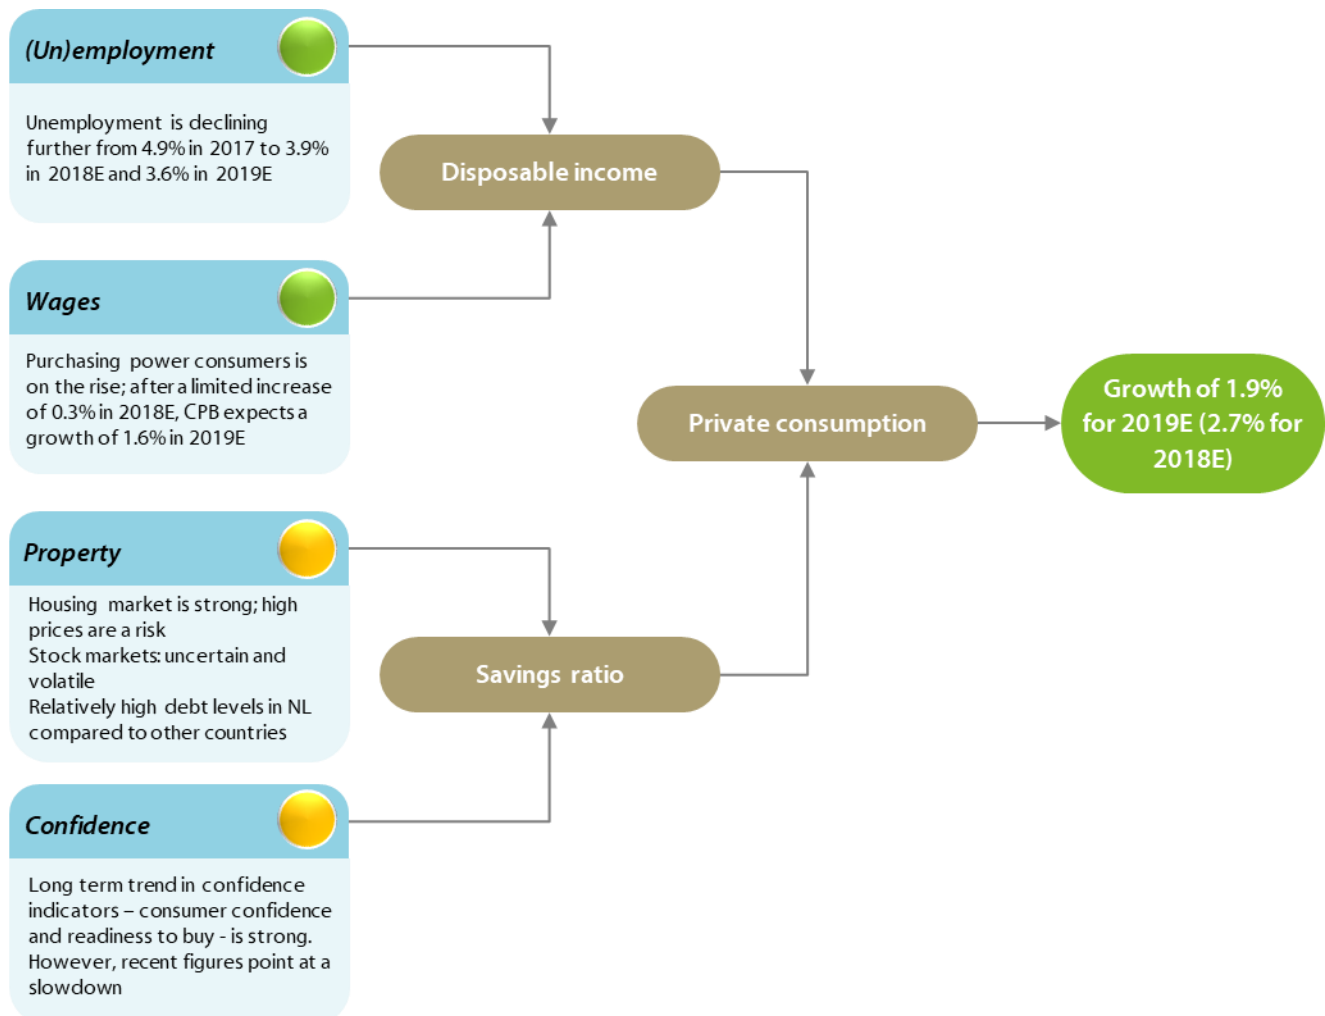 (Un)employment
Unemployment is declining
further from 4.9% in 2017 to 3.9%
in 2018E and 3.6% in 2019E
Disposable income
Wages
Purchasing power consumers is
on the rise; after a limited increase
of 0.3% in 2018E, CPB expects a
growth of 1.6% in 2019E
Private consumption
Growth of 1.9%
for 2019E (2.7% for
2018E)
Property
Housing market is strong; high
prices are a risk
Stock markets: uncertain and
volatile
Relatively high debt levels in NL
compared to other countries
Savings ratio
Confidence
Long term trend in confidence
indicators – consumer confidence
and readiness to buy - is strong.
However, recent figures point at a
slowdown